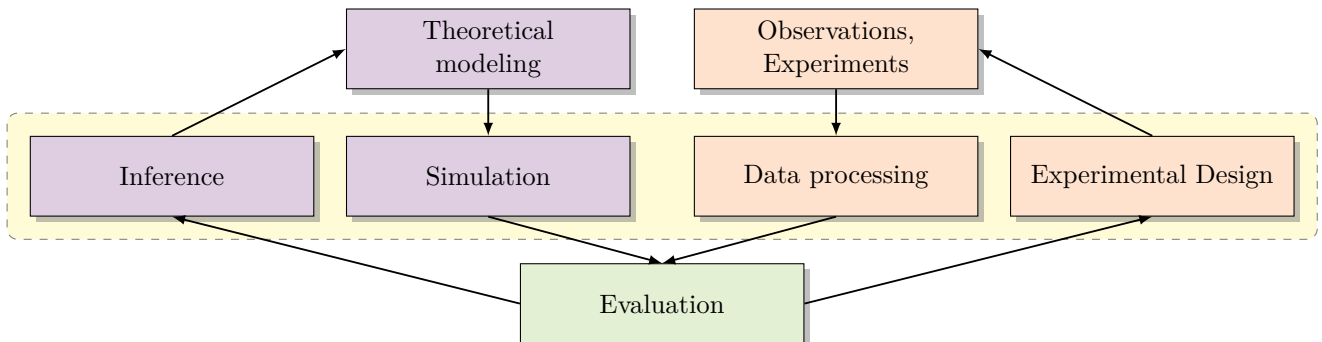 Theoretical
modeling
Observations,
Experiments
Inference
Simulation
Data processing
Experimental Design
Evaluation